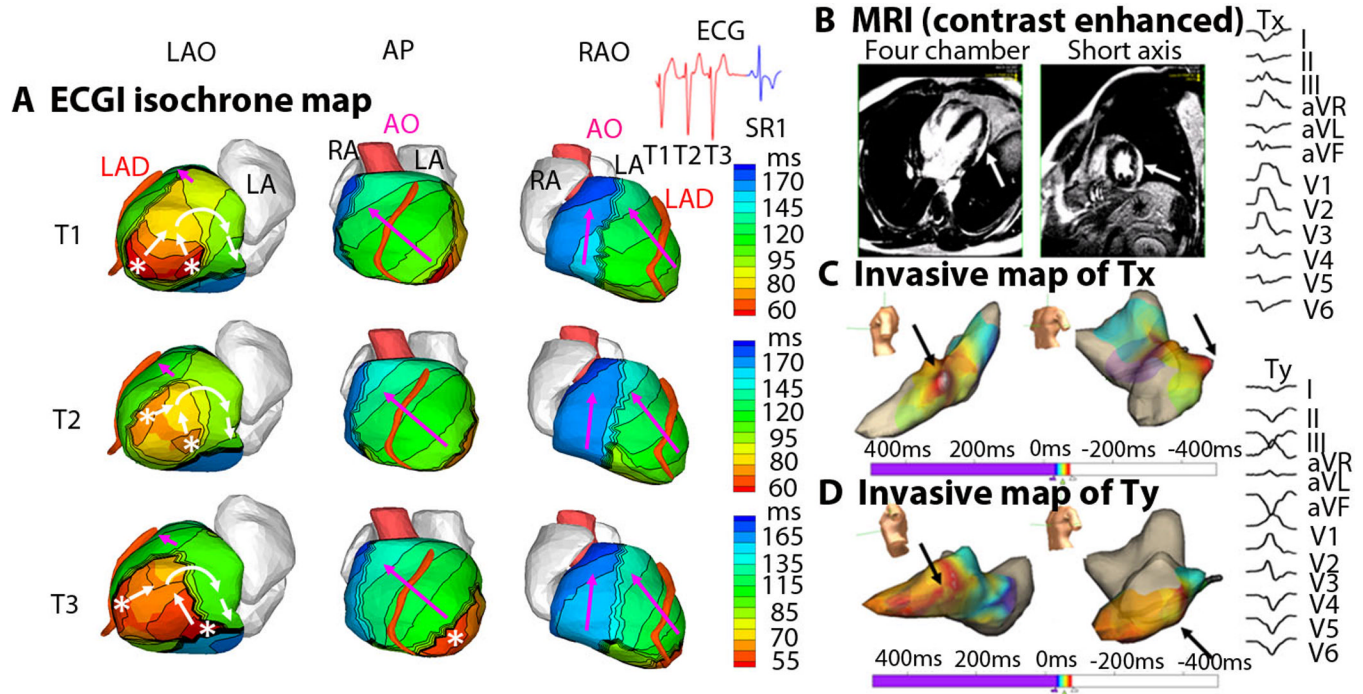 A ECGI isochrone map
LAO
AP
RAO
ECG
T1 T2 T3
SR1
T1
LAD
LA
RA
AO
LA
RA
AO
LA
LAD
ms
170
145
120
95
80
60
T2
ms
170
145
120
95
80
60
T3
ms
165
135
115
85
70
55
B MRI (contrast enhanced)
Four chamber
Short axis
C Invasive map of Tx
400ms 200ms 0ms -200ms -400ms
D Invasive map of Ty
400ms 200ms 0ms -200ms -400ms
Tx
I
II
III
aVR
aVL
aVF
V1
V2
V3
V4
V5
V6
Ty
I
II
III
aVR
aVL
aVF
V1
V2
V3
V4
V5
V6